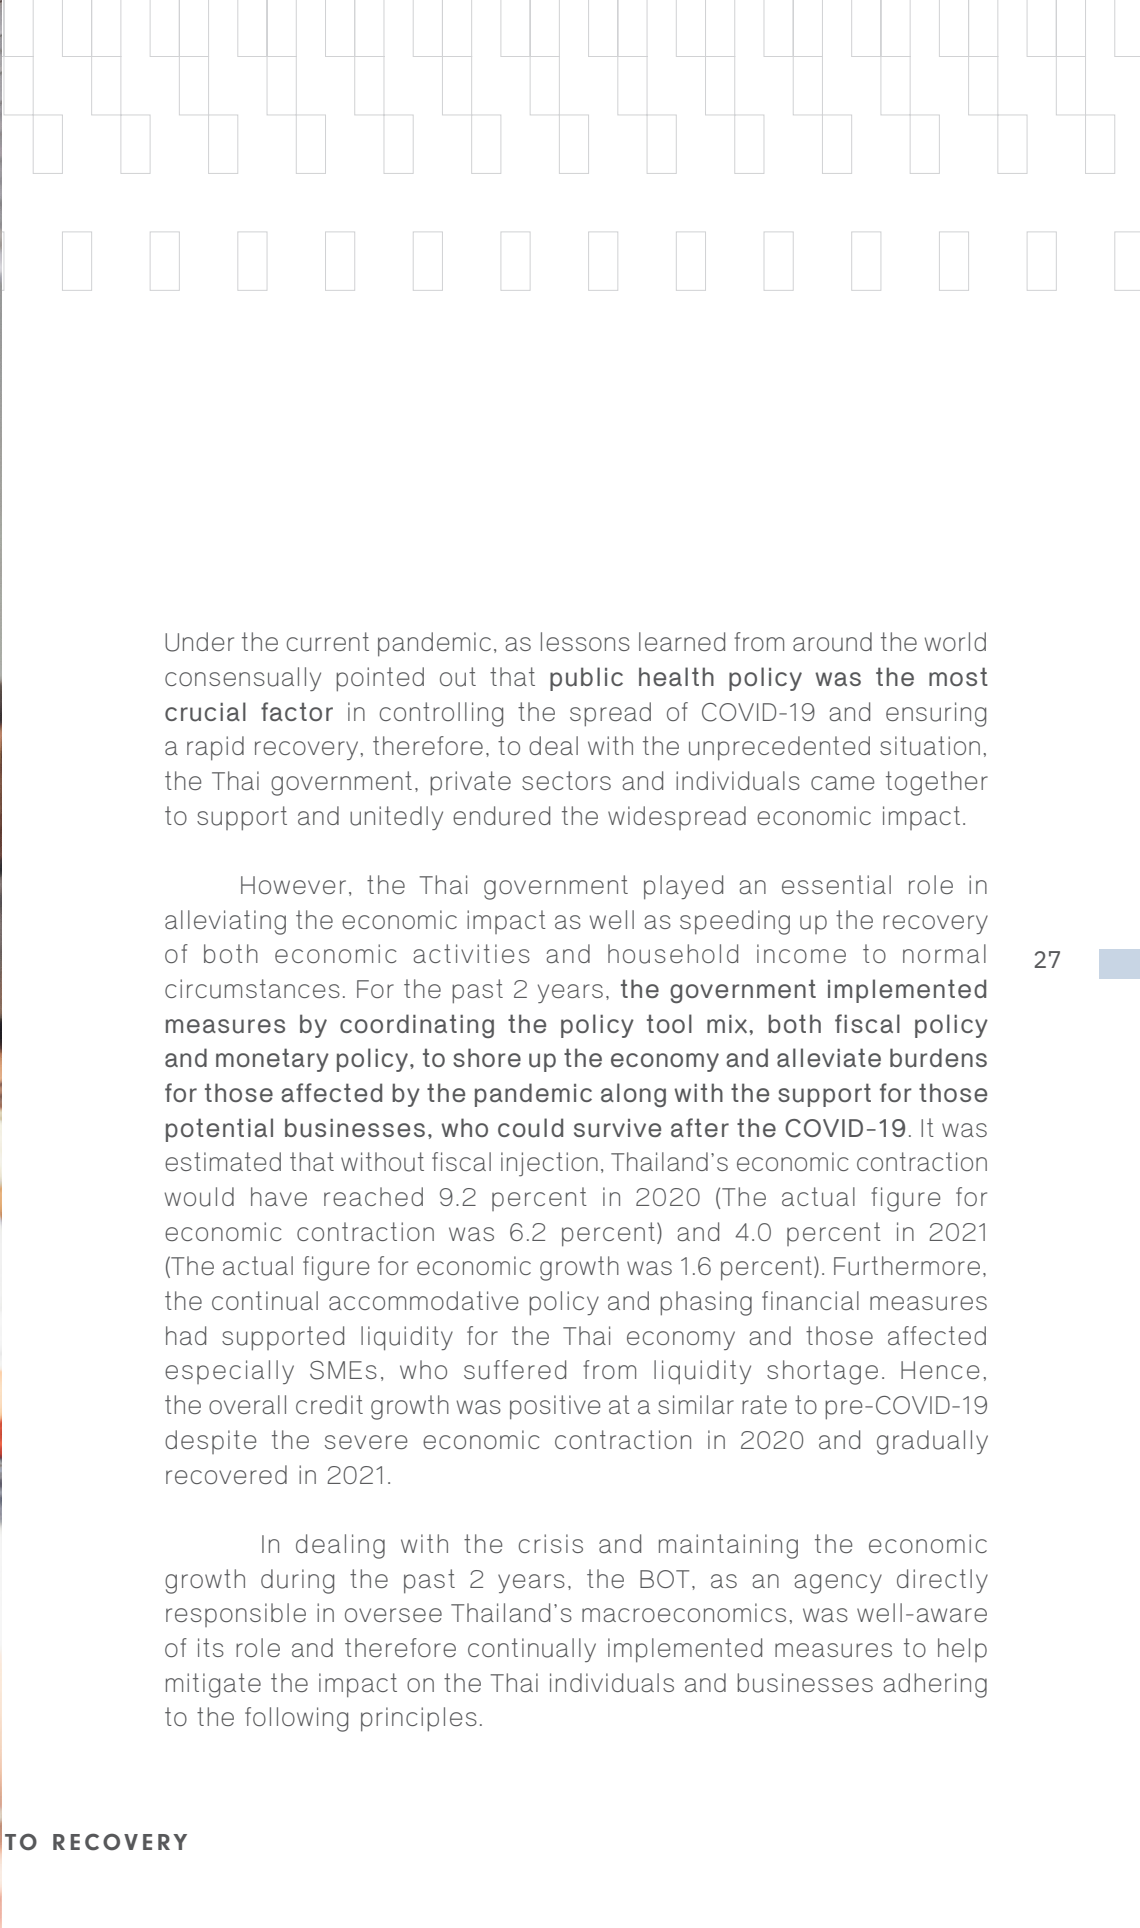 Under the current pandemic, as lessons learned from around the world
consensually pointed out that public health policy was the most
crucial factor in controlling the spread of COVID-19 and ensuring
a rapid recovery, therefore, to deal with the unprecedented situation,
the Thai government, private sectors and individuals came together
to support and unitedly endured the widespread economic impact.
However, the Thai government played an essential role in
alleviating the economic impact as well as speeding up the recovery
of both economic activities and household income to normal
circumstances. For the past 2 years, the government implemented
measures by coordinating the policy tool mix, both fiscal policy
and monetary policy, to shore up the economy and alleviate burdens
for those affected by the pandemic along with the support for those
potential businesses, who could survive after the COVID-19. It was
estimated that without fiscal injection, Thailand's economic contraction
would have reached 9.2 percent in 2020 (The actual figure for
economic contraction was 6.2 percent) and 4.0 percent in 2021
(The actual figure for economic growth was 1.6 percent). Furthermore,
the continual accommodative policy and phasing financial measures
had supported liquidity for the Thai economy and those affected
especially SMEs, who suffered from liquidity shortage. Hence,
the overall credit growth was positive at a similar rate to pre-COVID-19
despite the severe economic contraction in 2020 and gradually
recovered in 2021.
In dealing with the crisis and maintaining the economic
growth during the past 2 years, the BOT, as an agency directly
responsible in oversee Thailand's macroeconomics, was well-aware
of its role and therefore continually implemented measures to help
mitigate the impact on the Thai individuals and businesses adhering
to the following principles.
27
TO RECOVERY